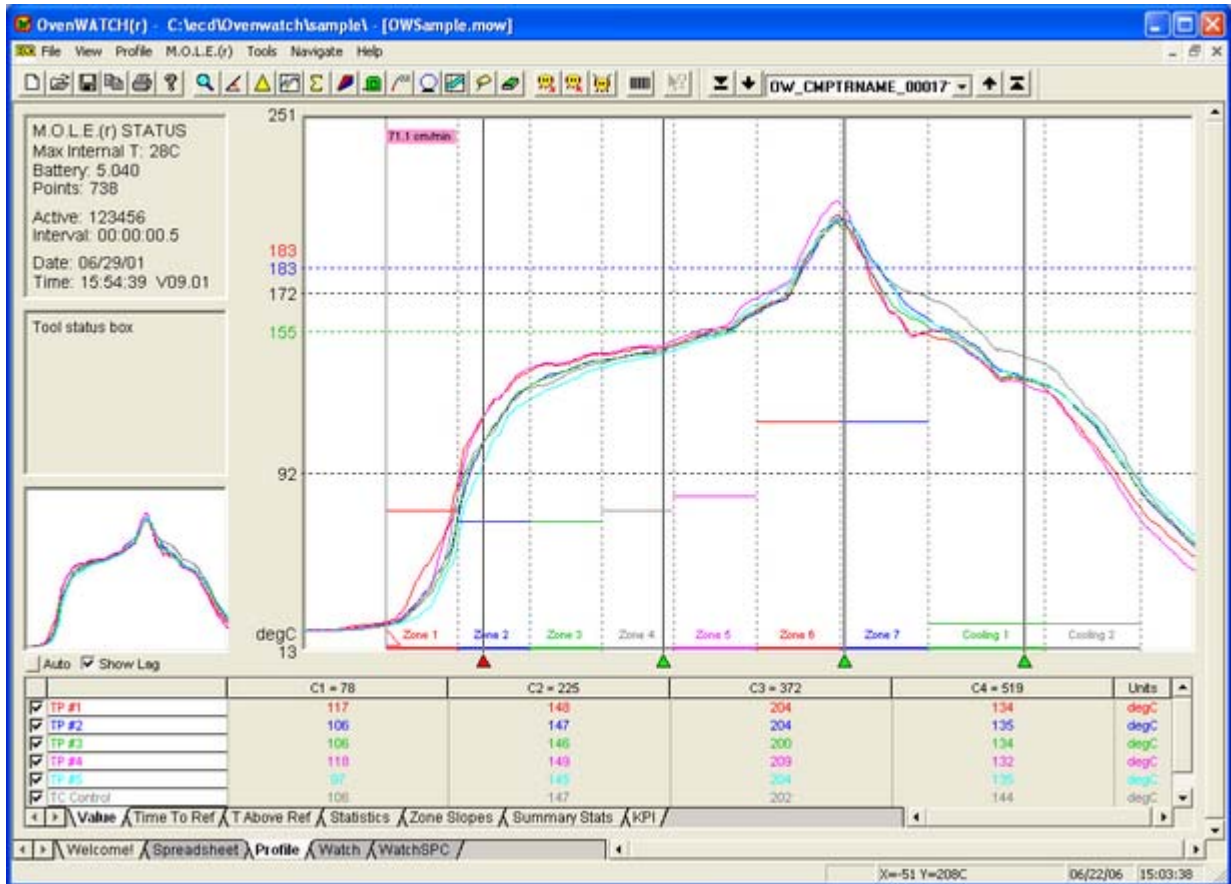 OvenWATCH(r) - C:\ecd\Ovenwatch\sample\ - [OWSample.mow]
File View Profile M.O.L.E.(r) Tools Navigate Help
OW_CMPTRNAME_00017
M.O.L.E.(r) STATUS
Max Internal T: 28C
Battery: 5.040
Points: 738
Active: 123456
Interval: 00:00:00.5
Date: 06/29/01
Time: 15:54:39 V09.01
Tool status box
Auto Show Lag
251
71.1 cm/min
183
183
172
155
92
degC
13
Zone 1 Zone 2 Zone 3 Zone 4 Zone 5 Zone 6 Zone 7 Cooling 1 Cooling 2
C1 = 78 C2 = 225 C3 = 372 C4 = 519 Units
TP #1 117 148 204 134 degC
TP #2 106 147 204 135 degC
TP #3 106 146 200 134 degC
TP #4 118 149 209 132 degC
TP #5 97 145 204 135 degC
TC Control 106 147 202 144 degC
Value Time To Ref T Above Ref Statistics Zone Slopes Summary Stats KPI
Welcome! Spreadsheet Profile Watch WatchSPC
X=-51 Y=208C 06/22/06 15:03:38